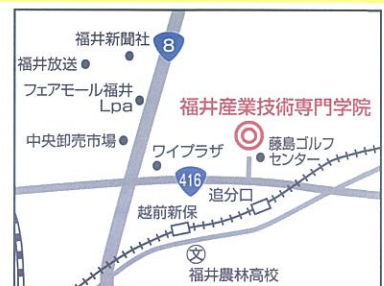 福井新聞社
8
福井放送
フェアモール福井
Lpa
福井産業技術専門学院
中央卸売市場
藤島ゴルフ
センター
ワイプラザ
416
追分口
越前新保
文
福井農林高校